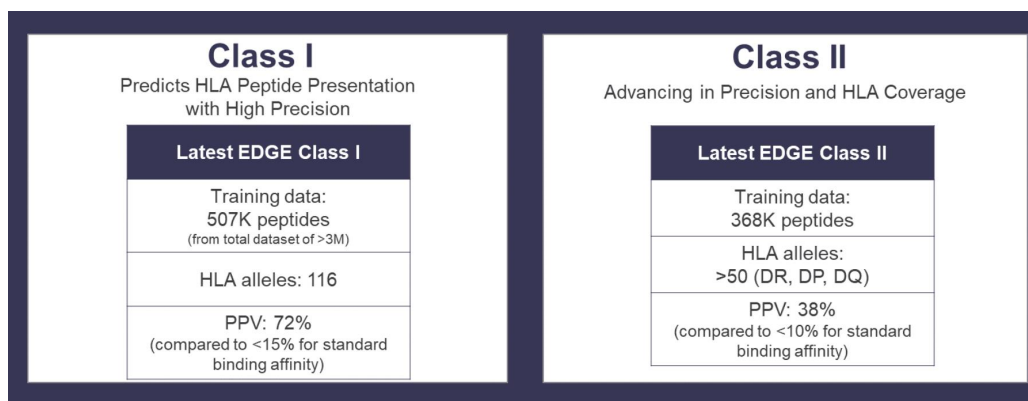 Class I
Predicts HLA Peptide Presentation
with High Precision
Latest EDGE Class I
Training data:
507K peptides
(from total dataset of >3M)
HLA alleles: 116
PPV: 72%
(compared to <15% for standard
binding affinity)
Class II
Advancing in Precision and HLA Coverage
Latest EDGE Class II
Training data:
368K peptides
HLA alleles:
>50 (DR, DP, DQ)
PPV: 38%
(compared to <10% for standard
binding affinity)